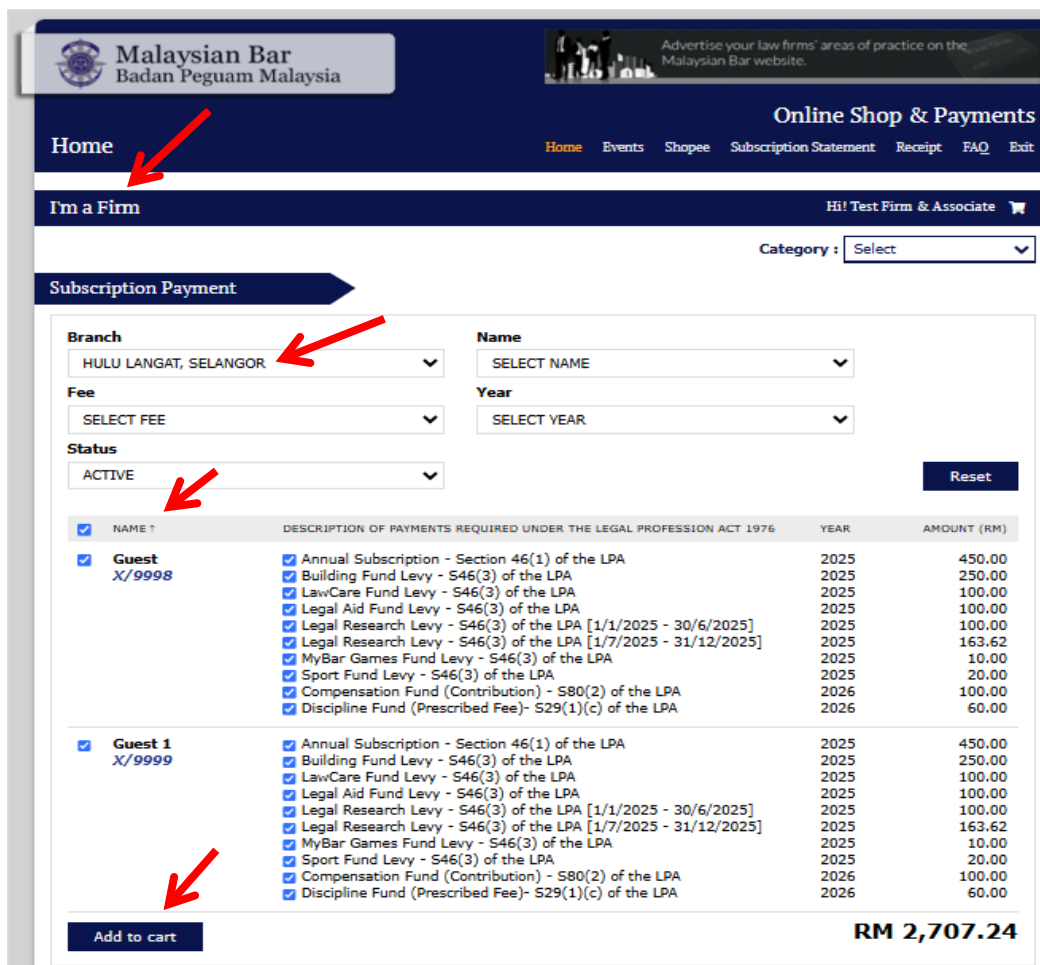 Malaysian Bar
Badan Peguam Malaysia
Advertise your law firms' areas of practice on the
Malaysian Bar website.
Online Shop & Payments
Home
Home Events Shopee Subscription Statement Receipt FAQ Exit
I'm a Firm
Hi! Test Firm & Associate
Category : Select
Subscription Payment
Branch Name
HULU LANGAT, SELANGOR SELECT NAME
Fee Year
SELECT FEE SELECT YEAR
Status
ACTIVE
Reset
NAME ↑ DESCRIPTION OF PAYMENTS REQUIRED UNDER THE LEGAL PROFESSION ACT 1976 YEAR AMOUNT (RM)
Guest Annual Subscription - Section 46(1) of the LPA 2025 450.00
X/9998 Building Fund Levy - S46(3) of the LPA 2025 250.00
LawCare Fund Levy - S46(3) of the LPA 2025 100.00
Legal Aid Fund Levy - S46(3) of the LPA 2025 100.00
Legal Research Levy - S46(3) of the LPA [1/1/2025 - 30/6/2025] 2025 100.00
Legal Research Levy - S46(3) of the LPA [1/7/2025 - 31/12/2025] 2025 163.62
MyBar Games Fund Levy - S46(3) of the LPA 2025 10.00
Sport Fund Levy - S46(3) of the LPA 2025 20.00
Compensation Fund (Contribution) - S80(2) of the LPA 2026 100.00
Discipline Fund (Prescribed Fee)- S29(1)(c) of the LPA 2026 60.00
Guest 1 Annual Subscription - Section 46(1) of the LPA 2025 450.00
X/9999 Building Fund Levy - S46(3) of the LPA 2025 250.00
LawCare Fund Levy - S46(3) of the LPA 2025 100.00
Legal Aid Fund Levy - S46(3) of the LPA 2025 100.00
Legal Research Levy - S46(3) of the LPA [1/1/2025 - 30/6/2025] 2025 100.00
Legal Research Levy - S46(3) of the LPA [1/7/2025 - 31/12/2025] 2025 163.62
MyBar Games Fund Levy - S46(3) of the LPA 2025 10.00
Sport Fund Levy - S46(3) of the LPA 2025 20.00
Compensation Fund (Contribution) - S80(2) of the LPA 2026 100.00
Discipline Fund (Prescribed Fee)- S29(1)(c) of the LPA 2026 60.00
Add to cart
RM 2,707.24